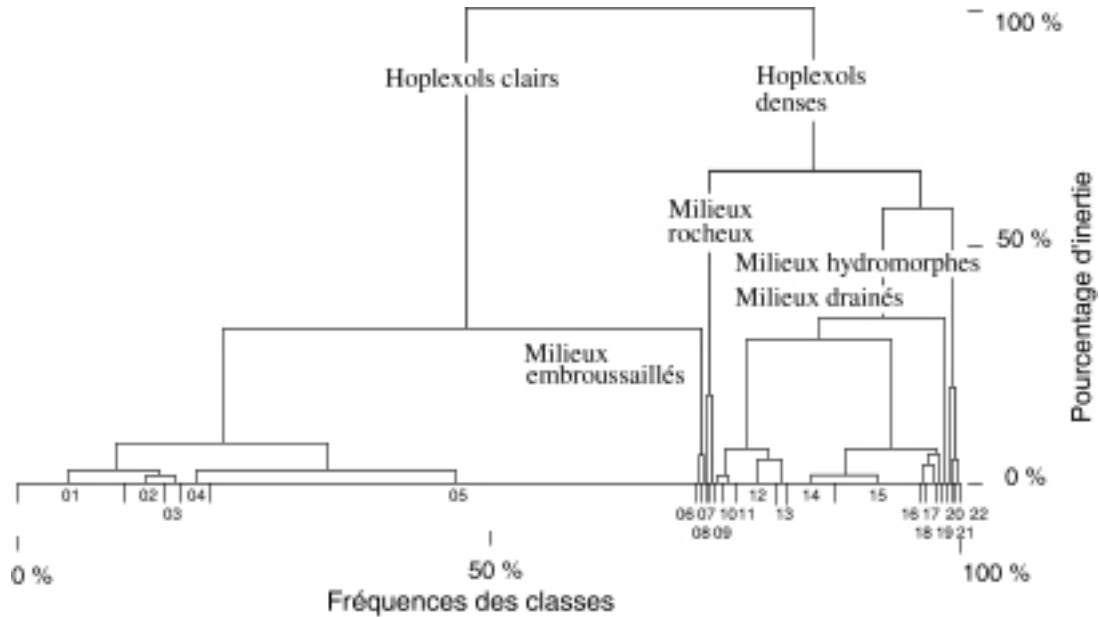 100 %
Hoplexols clairs
Hoplexols
denses
Milieux
rocheux
50 %
Milieux hydromorphes
Milieux drainés
Milieux
embroussaillés
Pourcentage d'inertie
0 %
01 02 04 05 12 14 15
03 06 07 10 11 13 16 17 20 22
08 09 18 19 21
0 %
50 %
100 %
Fréquences des classes